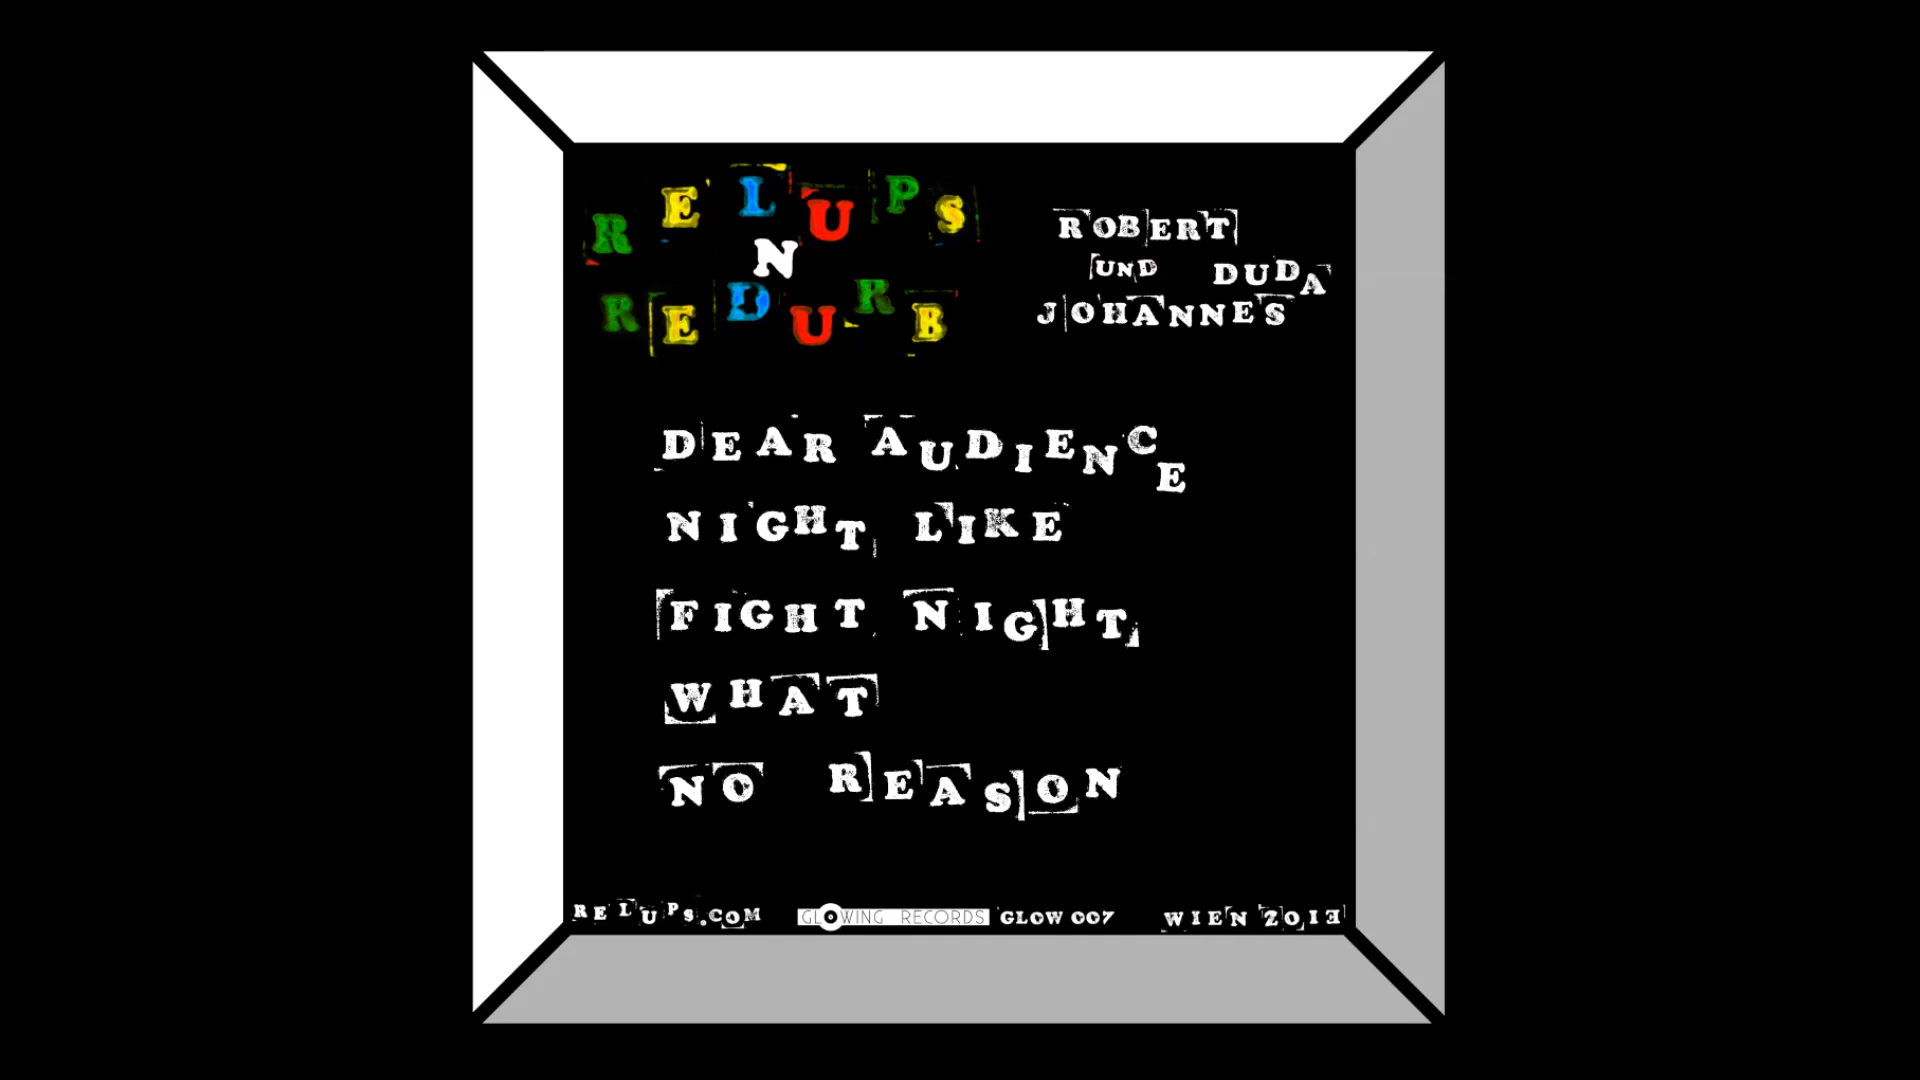 RELUPS
N
REDURB
ROBERT
UND DUDA
JOHANNES
DEAR AUDIENCE
NIGHT LIKE
FIGHT NIGHT
WHAT
NO REASON
RELUPS.COM GLOWING RECORDS GLOW 007 WIEN 2013